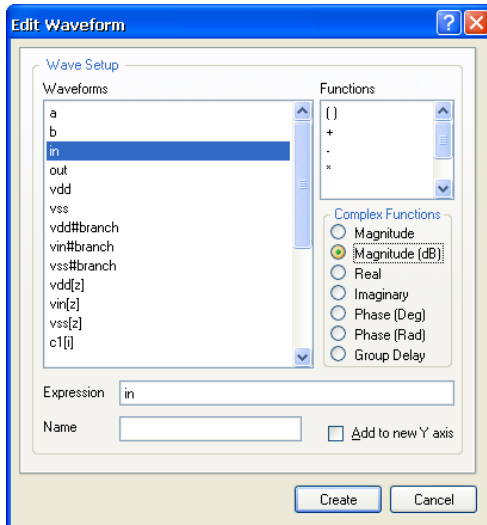 Edit Waveform
Wave Setup
Waveforms
a
b
in
out
vdd
vss
vdd#branch
vin#branch
vss#branch
vdd[z]
vin[z]
vss[z]
c1[i]
Functions
( )
+
-
*
Complex Functions
Magnitude
Magnitude (dB)
Real
Imaginary
Phase (Deg)
Phase (Rad)
Group Delay
Expression in
Name
Add to new Y axis
Create Cancel